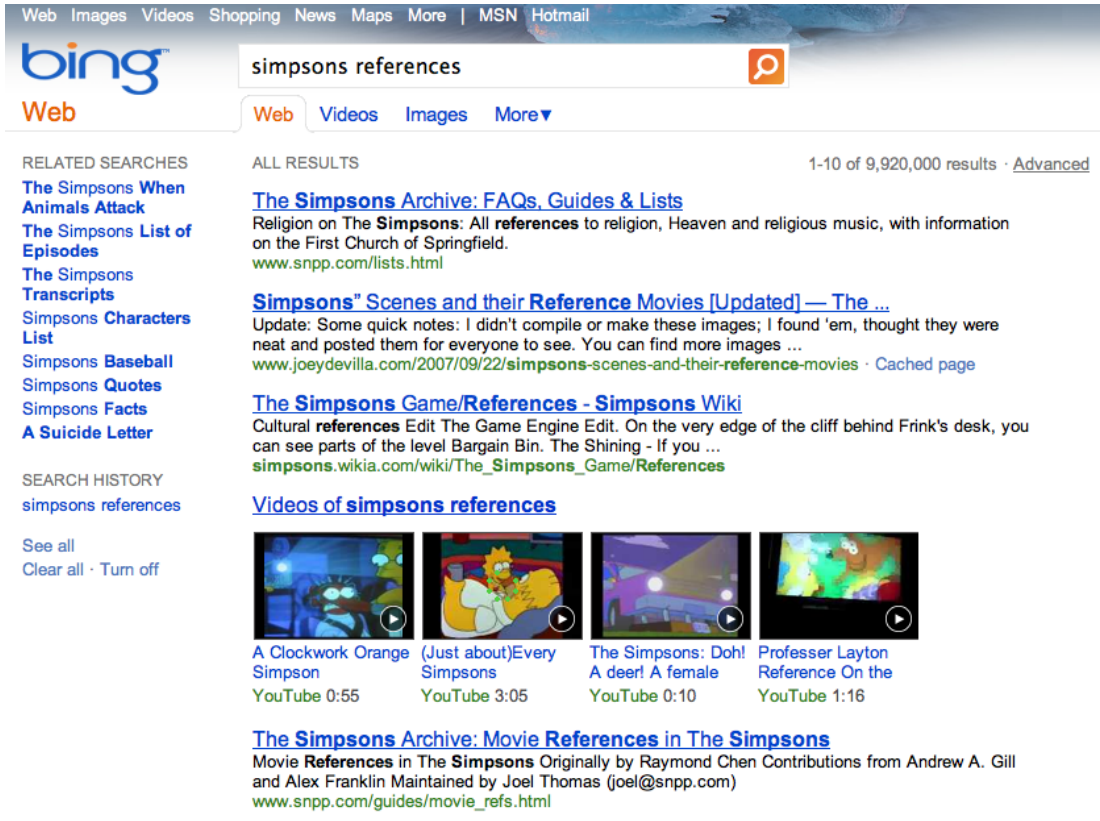 Web Images Videos Shopping News Maps More | MSN Hotmail
bing™
simpsons references
Web
Web Videos Images More▼
RELATED SEARCHES
The Simpsons When
Animals Attack
The Simpsons List of
Episodes
The Simpsons
Transcripts
Simpsons Characters
List
Simpsons Baseball
Simpsons Quotes
Simpsons Facts
A Suicide Letter
SEARCH HISTORY
simpsons references
See all
Clear all · Turn off
ALL RESULTS
1-10 of 9,920,000 results · Advanced
The Simpsons Archive: FAQs, Guides & Lists
Religion on The Simpsons: All references to religion, Heaven and religious music, with information
on the First Church of Springfield.
www.snpp.com/lists.html
Simpsons” Scenes and their Reference Movies [Updated] — The ...
Update: Some quick notes: I didn't compile or make these images; I found 'em, thought they were
neat and posted them for everyone to see. You can find more images ...
www.joeydevilla.com/2007/09/22/simpsons-scenes-and-their-reference-movies · Cached page
The Simpsons Game/References - Simpsons Wiki
Cultural references Edit The Game Engine Edit. On the very edge of the cliff behind Frink's desk, you
can see parts of the level Bargain Bin. The Shining - If you ...
simpsons.wikia.com/wiki/The_Simpsons_Game/References
Videos of simpsons references
A Clockwork Orange
Simpson
YouTube 0:55
(Just about)Every
Simpsons
YouTube 3:05
The Simpsons: Doh!
A deer! A female
YouTube 0:10
Professer Layton
Reference On the
YouTube 1:16
The Simpsons Archive: Movie References in The Simpsons
Movie References in The Simpsons Originally by Raymond Chen Contributions from Andrew A. Gill
and Alex Franklin Maintained by Joel Thomas (joel@snpp.com)
www.snpp.com/guides/movie_refs.html